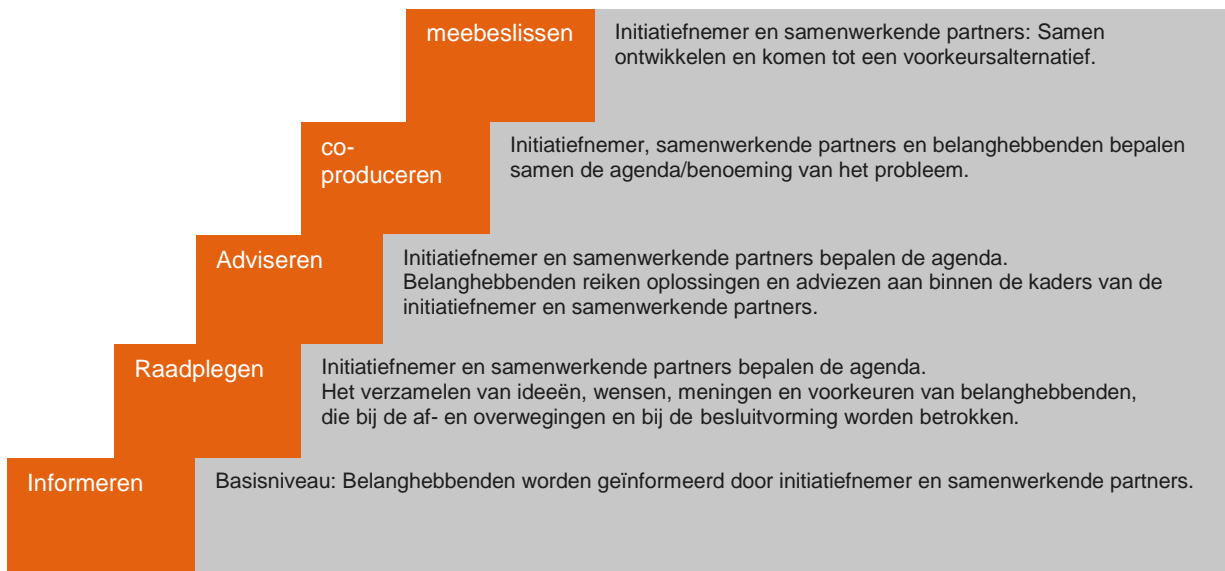 meebeslissen
Initiatiefnemer en samenwerkende partners: Samen
ontwikkelen en komen tot een voorkeursalternatief.
co-
produceren
Initiatiefnemer, samenwerkende partners en belanghebbenden bepalen
samen de agenda/benoeming van het probleem.
Adviseren
Initiatiefnemer en samenwerkende partners bepalen de agenda.
Belanghebbenden reiken oplossingen en adviezen aan binnen de kaders van de
initiatiefnemer en samenwerkende partners.
Raadplegen
Initiatiefnemer en samenwerkende partners bepalen de agenda.
Het verzamelen van ideeën, wensen, meningen en voorkeuren van belanghebbenden,
die bij de af- en overwegingen en bij de besluitvorming worden betrokken.
Informeren
Basisniveau: Belanghebbenden worden geïnformeerd door initiatiefnemer en samenwerkende partners.